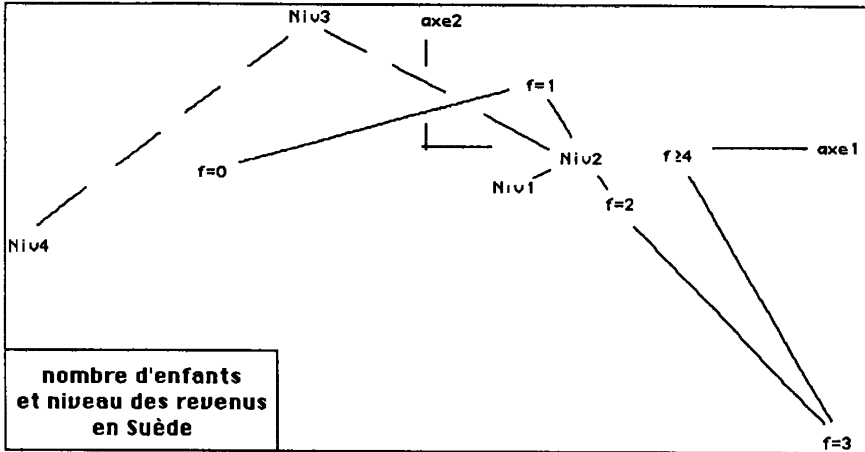 Niv3
axe2
f=1
axe1
f≥4
Niv2
f=0
Niv1
f=2
Niv4
nombre d'enfants
et niveau des revenus
en Suède
f=3